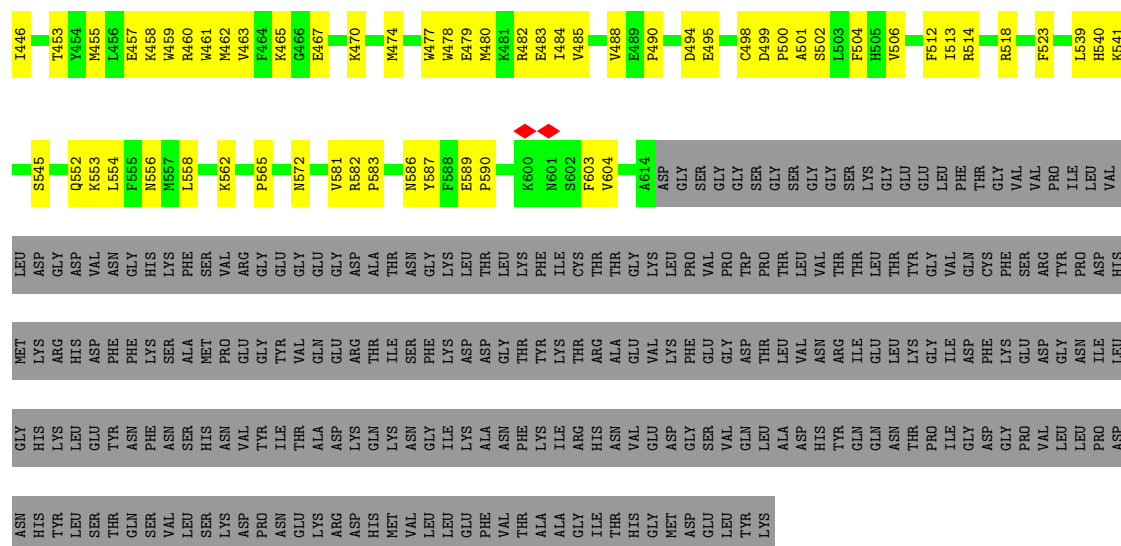 I446 T453 Y454 M455 L456 E457 K458 W459 R460 W461 M462 V463 F464 K465 G466 E467 K470 M474 W477 W478 E479 M480 K481 R482 E483 I484 V485 V488 E489 P490 D494 E495 C498 D499 P500 A501 S502 L503 F504 H505 V506 F512 I513 R514 R518 F523 L539 H540 K541
S545 Q552 K553 L554 F555 N556 M557 L558 K562 P565 N572 V581 R582 P583 N586 Y587 F588 E589 P590 K600 N601 S602 F603 V604 A614 ASP GLY SER GLY GLY SER GLY SER GLY GLY SER LYS GLY GLU GLU LEU PHE THR GLY VAL VAL PRO ILE LEU VAL
LEU ASP GLY ASP VAL ASN GLY HIS LYS PHE SER VAL ARG GLY GLU GLY GLU GLY ASP ALA THR ASN GLY LYS LEU THR LEU LYS PHE ILE CYS THR THR GLY LYS LEU PRO VAL PRO TRP PRO THR LEU VAL THR THR LEU THR TYR GLY VAL GLN CYS PHE SER ARG TYR PRO ASP HIS
MET LYS ARG HIS ASP PHE PHE LYS SER ALA MET PRO GLU GLY TYR VAL GLN GLU ARG THR ILE SER PHE LYS ASP ASP GLY THR TYR LYS THR ARG ALA GLU VAL LYS PHE GLU GLY ASP THR LEU VAL ASN ARG ILE GLU LEU LYS GLY ILE ASP PHE LYS GLU ASP GLY ASN ILE LEU
GLY HIS LYS LEU GLU TYR ASN PHE ASN SER HIS ASN VAL TYR ILE THR ALA ASP LYS GLN LYS ASN GLY ILE LYS ALA ASN PHE LYS ILE ARG HIS ASN VAL GLU ASP GLY SER VAL GLN LEU ALA ASP HIS TYR GLN GLN ASN THR PRO ILE GLY ASP GLY PRO VAL LEU LEU PRO ASP
ASN HIS TYR LEU SER THR GLN SER VAL LEU SER LYS ASP PRO ASN GLU LYS ARG ASP HIS MET VAL LEU LEU GLU PHE VAL THR ALA ALA GLY ILE THR HIS GLY MET ASP GLU LEU TYR LYS